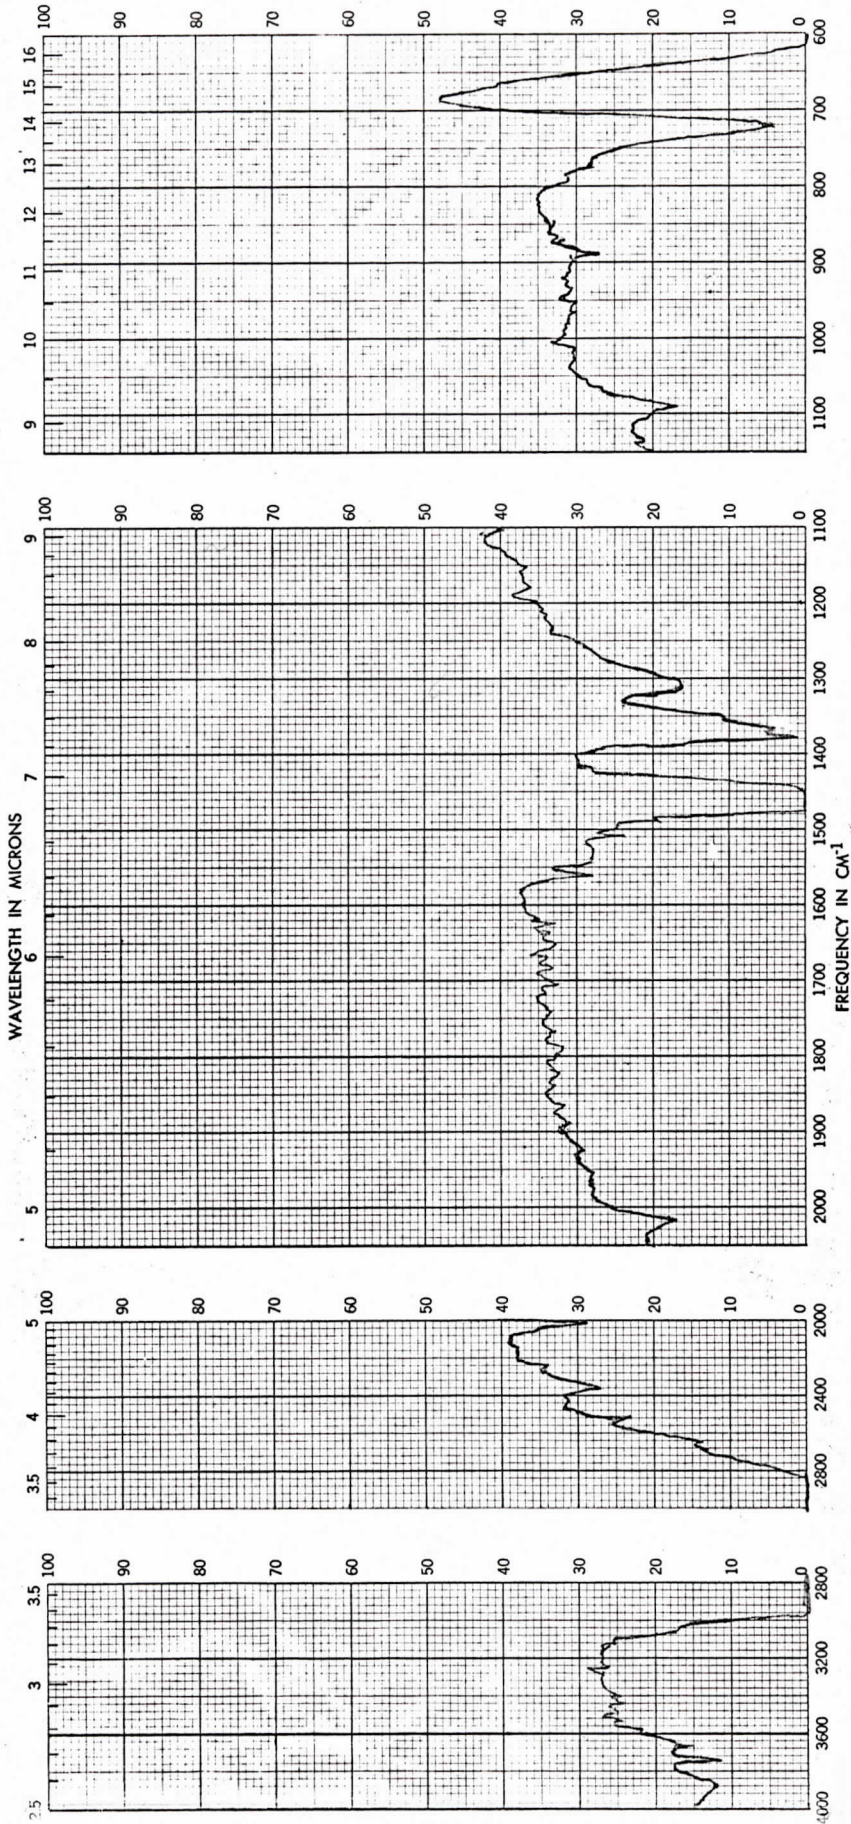 WAVELENGTH IN MICRONS
2.5 3 3.5 3.5 4 5 5 6 7 8 9 9 10 11 12 13 14 15 16
100 100 100 100
90 90 90 90
80 80 80 80
70 70 70 70
60 60 60 60
50 50 50 50
40 40 40 40
30 30 30 30
20 20 20 20
10 10 10 10
0 0 0 0
4000 3600 3200 2800 2800 2400 2000 2000 1900 1800 1700 1600 1500 1400 1300 1200 1100 1100 1000 900 800 700 600
FREQUENCY IN CM-1